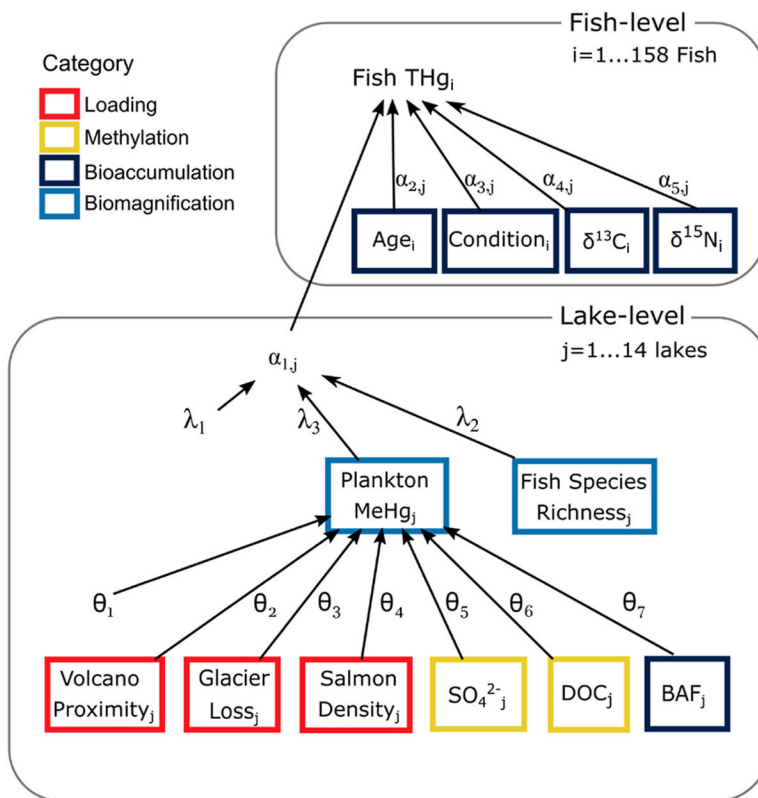 Fish-level
i=1...158 Fish
Category
Loading
Methylation
Bioaccumulation
Biomagnification
Fish THgᵢ
α₂,ⱼ
α₃,ⱼ
α₄,ⱼ
α₅,ⱼ
Ageᵢ
Conditionᵢ
δ¹³Cᵢ
δ¹⁵Nᵢ
Lake-level
j=1...14 lakes
α₁,ⱼ
λ₁
λ₃
λ₂
Plankton
MeHgⱼ
Fish Species
Richnessⱼ
θ₁
θ₂
θ₃
θ₄
θ₅
θ₆
θ₇
Volcano
Proximityⱼ
Glacier
Lossⱼ
Salmon
Densityⱼ
SO₄²⁻ⱼ
DOCⱼ
BAFⱼ